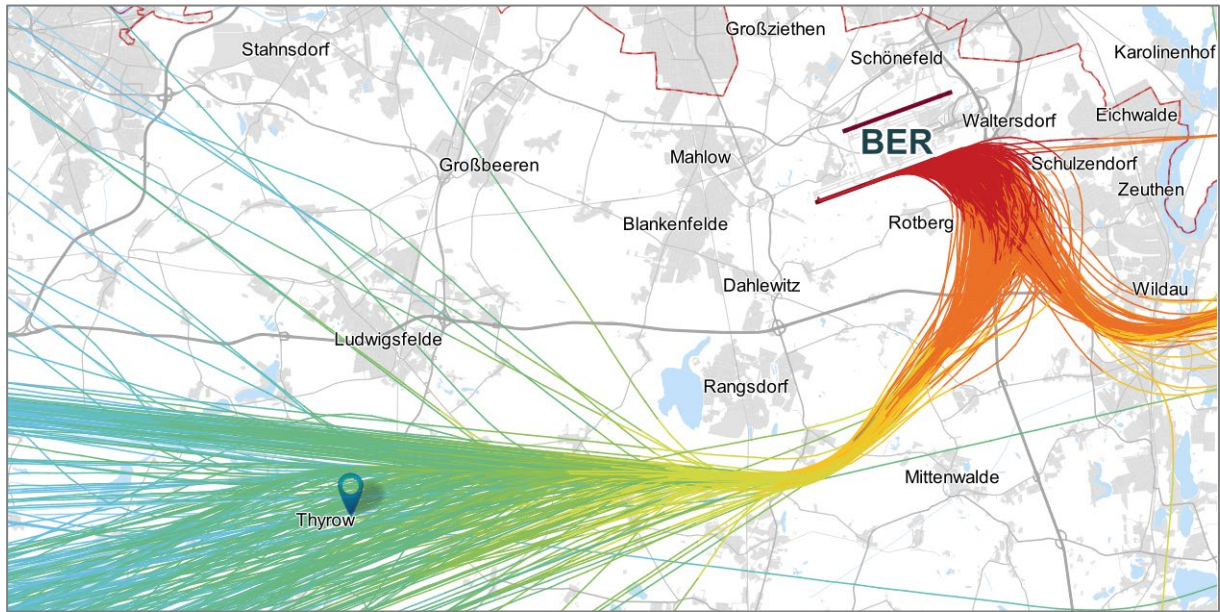 Großziethen
Stahnsdorf
Karolinenhof
Schönefeld
Eichwalde
Waltersdorf
BER
Mahlow
Großbeeren
Schulzendorf
Zeuthen
Blankenfelde
Rotberg
Dahlewitz
Wildau
Ludwigsfelde
Rangsdorf
Mittenwalde
Thyrow